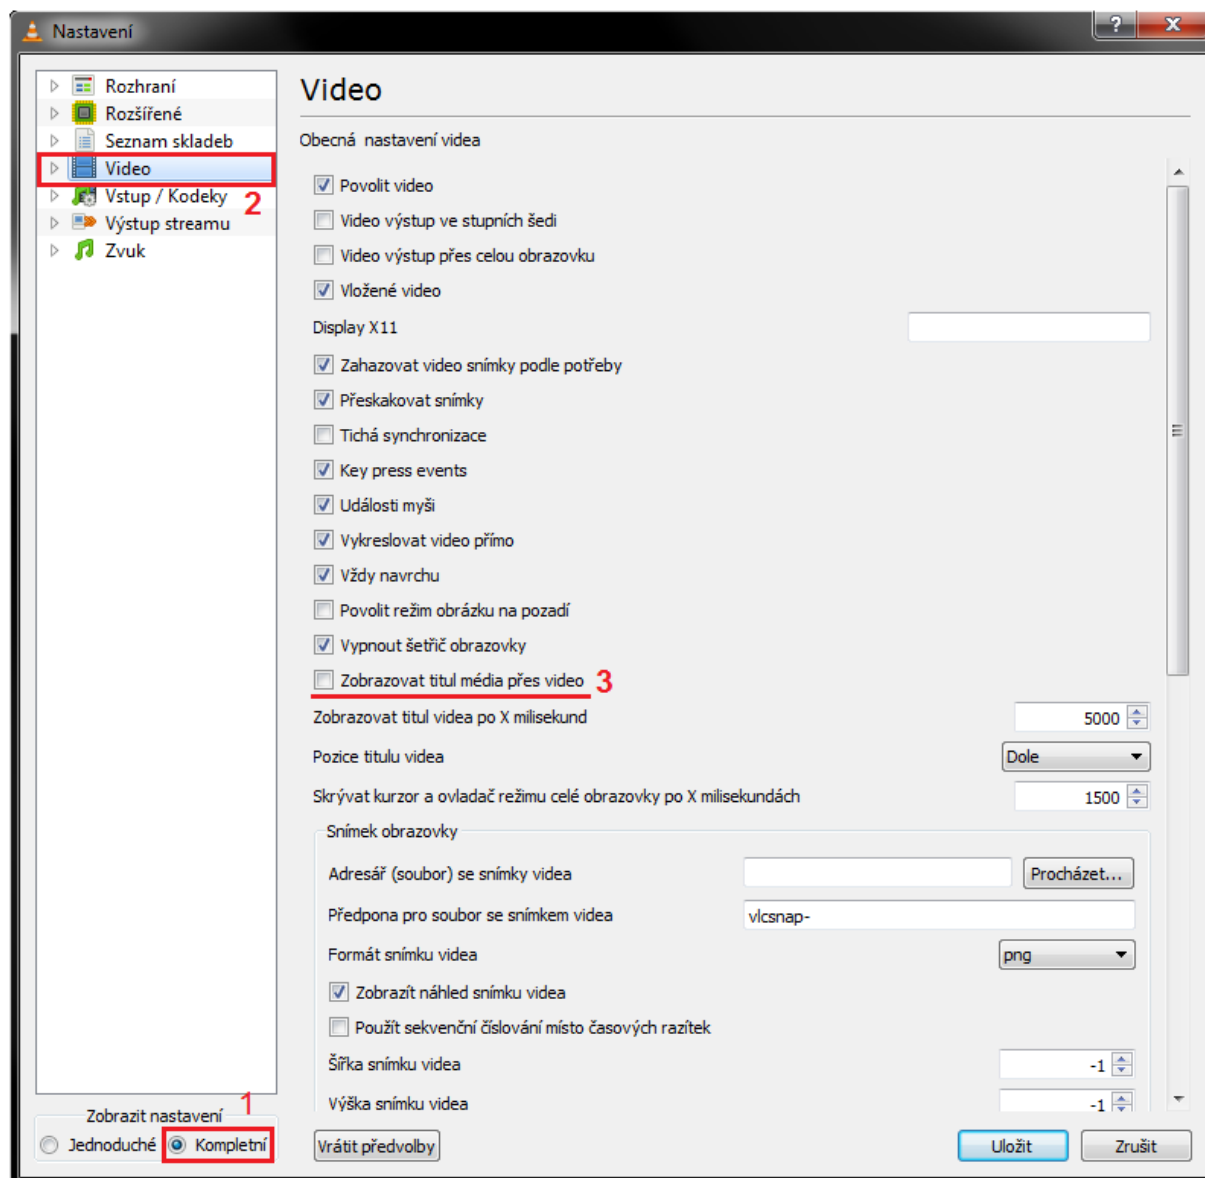 Nastavení
?
Rozhraní
Rozšířené
Seznam skladeb
Video
Vstup / Kodeky
2
Výstup streamu
Zvuk
Zobrazit nastavení
1
Jednoduché
Kompletní
Video
Obecná nastavení videa
Povolit video
Video výstup ve stupních šedi
Video výstup přes celou obrazovku
Vložené video
Display X11
Zahazovat video snímky podle potřeby
Přeskakovat snímky
Tichá synchronizace
Key press events
Události myši
Vykreslovat video přímo
Vždy navrchu
Povolit režim obrázku na pozadí
Vypnout šetřič obrazovky
Zobrazovat titul média přes video 3
Zobrazovat titul videa po X milisekund 5000
Pozice titulu videa Dole
Skrývat kurzor a ovladač režimu celé obrazovky po X milisekundách 1500
Snímek obrazovky
Adresář (soubor) se snímky videa Procházet...
Předpona pro soubor se snímkem videa vlcsnap-
Formát snímku videa png
Zobrazít náhled snímku videa
Použít sekvenční číslování místo časových razítek
Šířka snímku videa -1
Výška snímku videa -1
Vrátit předvolby Uložit Zrušit